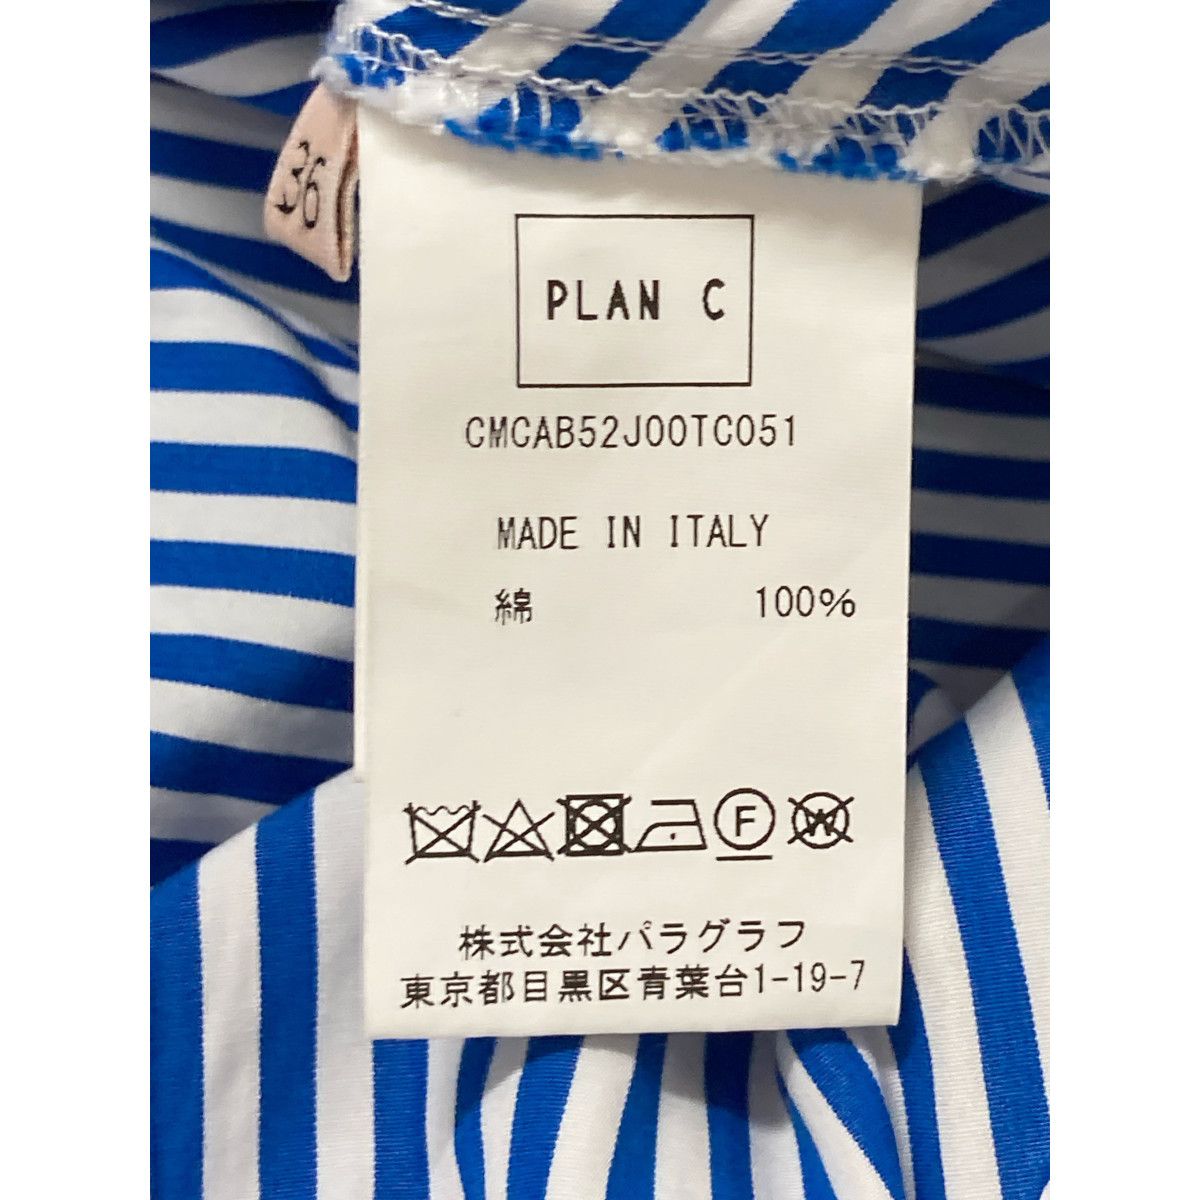 36
PLAN C
CMCAB52J00TC051
MADE IN ITALY
綿 100%
F W
株式会社パラグラフ
東京都目黒区青葉台1-19-7